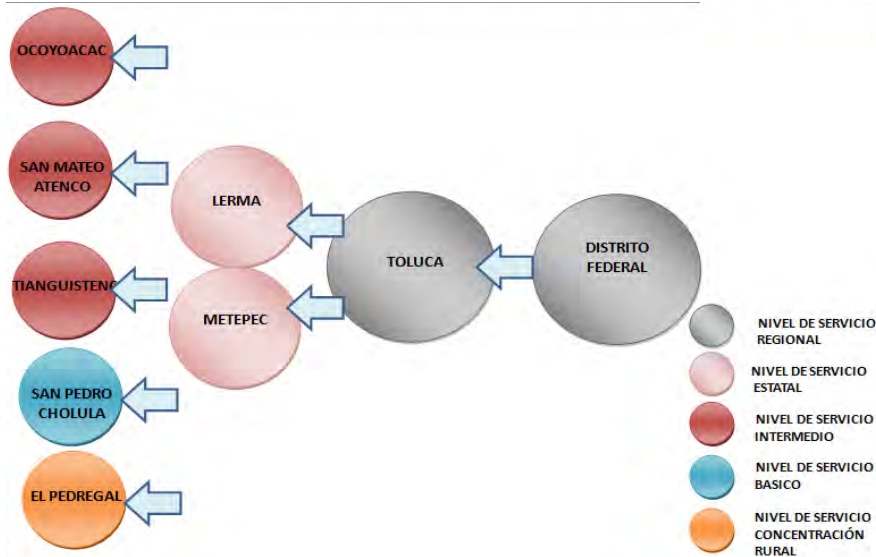 OCOYOACAC
SAN MATEO
ATENCO
TIANGUISTENC
SAN PEDRO
CHOLULA
EL PEDREGAL
LERMA
METEPEC
TOLUCA
DISTRITO
FEDERAL
NIVEL DE SERVICIO
REGIONAL
NIVEL DE SERVICIO
ESTATAL
NIVEL DE SERVICIO
INTERMEDIO
NIVEL DE SERVICIO
BASICO
NIVEL DE SERVICIO
CONCENTRACIÓN
RURAL